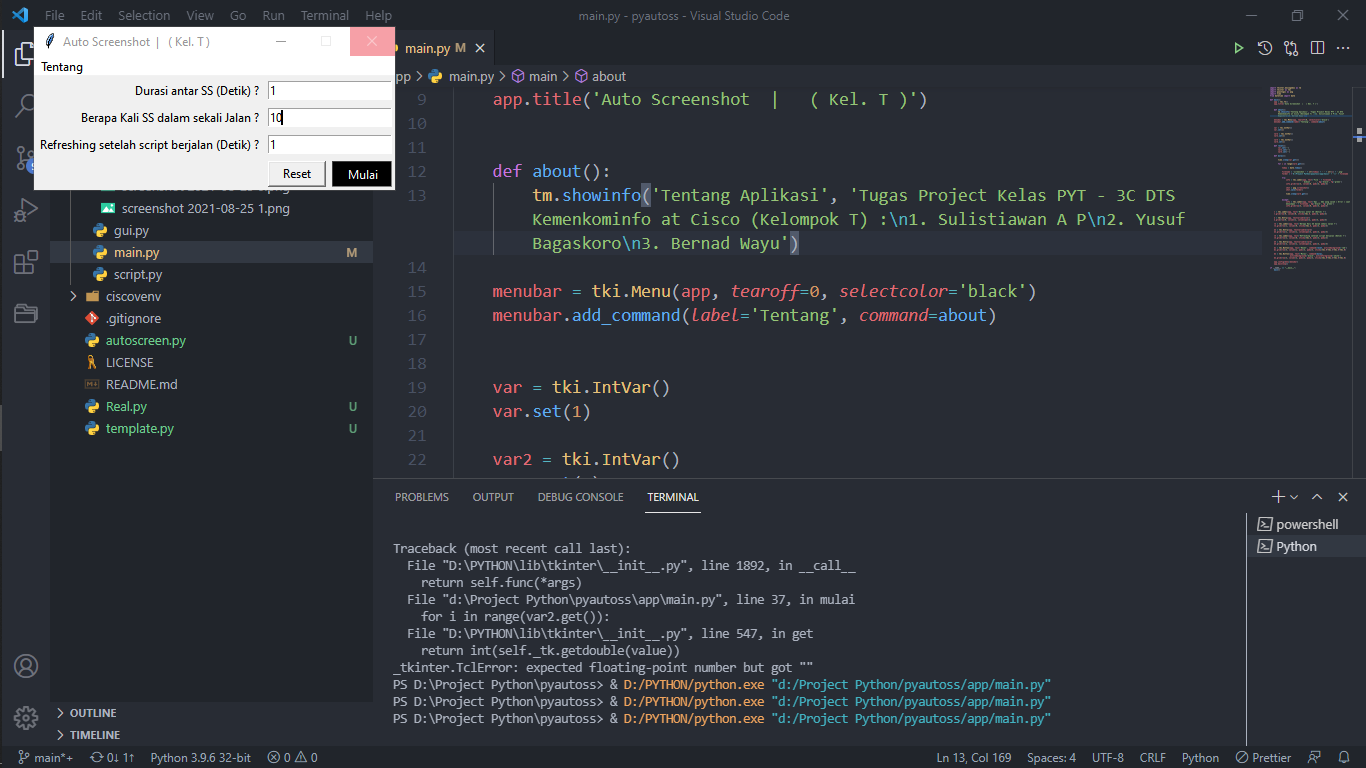 File Edit Selection View Go Run Terminal Help
main.py - pyautoss - Visual Studio Code
Auto Screenshot | ( Kel. T )
Tentang
Durasi antar SS (Detik) ? 1
Berapa Kali SS dalam sekali Jalan ? 10
Refreshing setelah script berjalan (Detik) ? 1
Reset Mulai
screenshot 2021-08-25 1.png
gui.py
main.py M
script.py
ciscovenv
.gitignore
autoscreen.py U
LICENSE
README.md
Real.py U
template.py U
OUTLINE
TIMELINE
main.py M
main.py > main > about
9 app.title('Auto Screenshot | ( Kel. T )')
10
11
12 def about():
13 tm.showinfo('Tentang Aplikasi', 'Tugas Project Kelas PYT - 3C DTS
Kemenkominfo at Cisco (Kelompok T) :\n1. Sulistiawan A P\n2. Yusuf
Bagaskoro\n3. Bernad Wayu')
14
15 menubar = tki.Menu(app, tearoff=0, selectcolor='black')
16 menubar.add_command(label='Tentang', command=about)
17
18
19 var = tki.IntVar()
20 var.set(1)
21
22 var2 = tki.IntVar()
PROBLEMS OUTPUT DEBUG CONSOLE TERMINAL
powershell
Python
Traceback (most recent call last):
File "D:\PYTHON\lib\tkinter\__init__.py", line 1892, in __call__
return self.func(*args)
File "d:\Project Python\pyautoss\app\main.py", line 37, in mulai
for i in range(var2.get()):
File "D:\PYTHON\lib\tkinter\__init__.py", line 547, in get
return int(self._tk.getdouble(value))
_tkinter.TclError: expected floating-point number but got ""
PS D:\Project Python\pyautoss> & D:/PYTHON/python.exe "d:/Project Python/pyautoss/app/main.py"
PS D:\Project Python\pyautoss> & D:/PYTHON/python.exe "d:/Project Python/pyautoss/app/main.py"
PS D:\Project Python\pyautoss> & D:/PYTHON/python.exe "d:/Project Python/pyautoss/app/main.py"
main*+ 0↓ 1↑ Python 3.9.6 32-bit 0 0 Ln 13, Col 169 Spaces: 4 UTF-8 CRLF Python Prettier